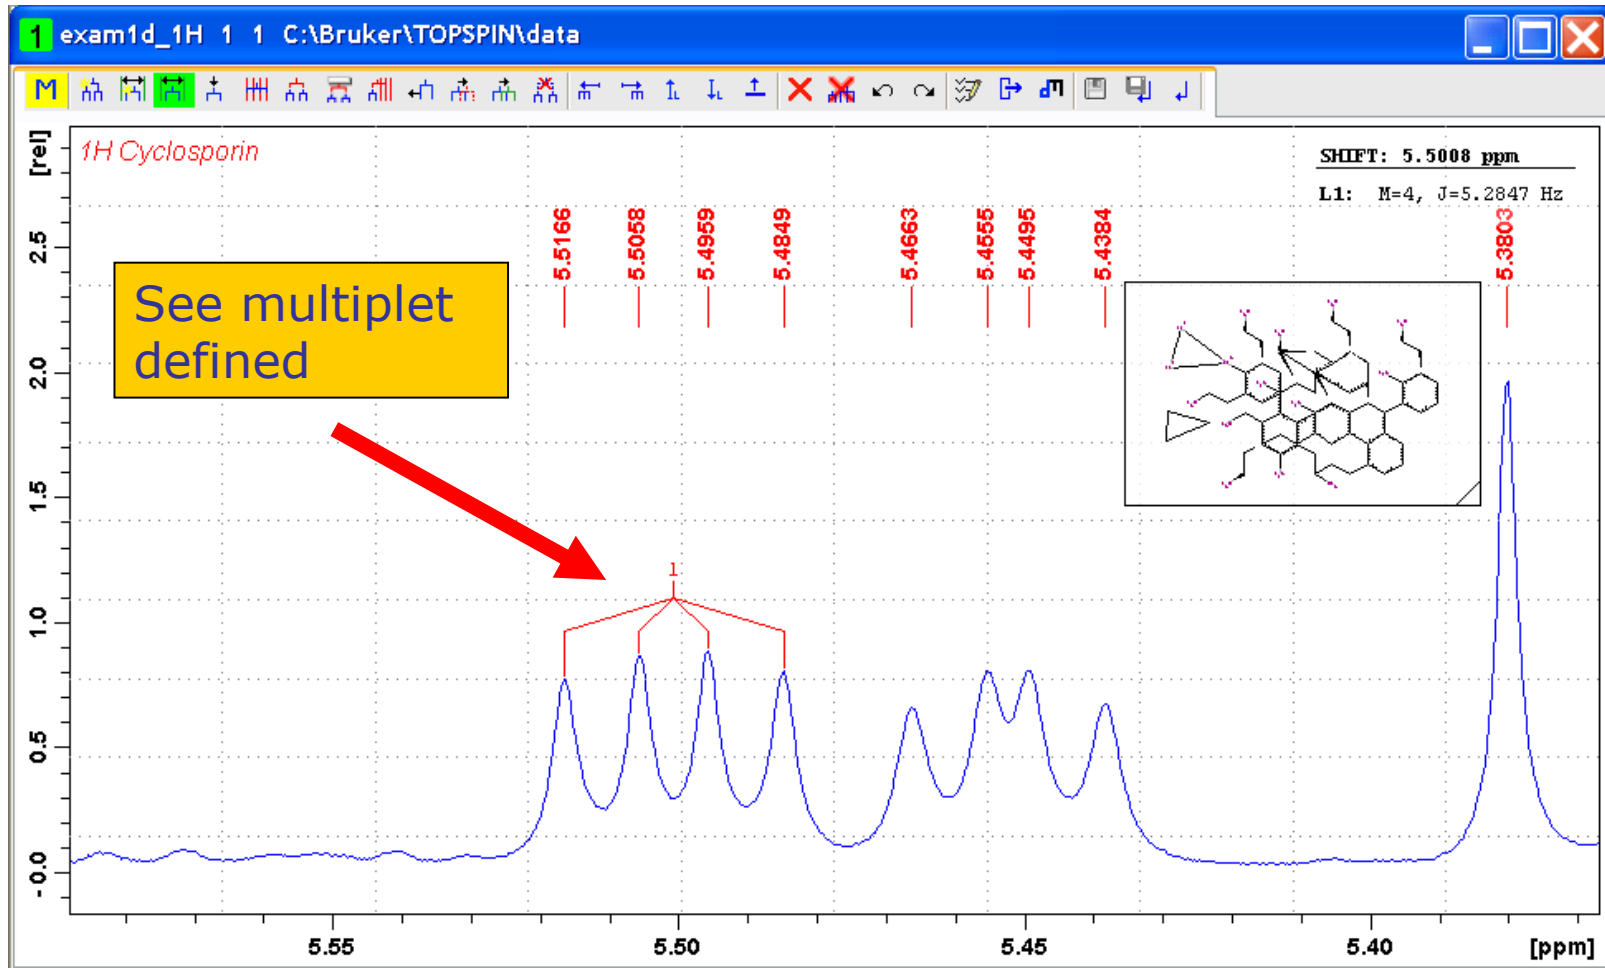 1 exam1d_1H 1 1 C:\Bruker\TOPSPIN\data
M
[rel]
1H Cyclosporin
SHIFT: 5.5008 ppm
L1: M=4, J=5.2847 Hz
5.5166
5.5058
5.4959
5.4849
5.4663
5.4555
5.4495
5.4384
5.3803
See multiplet
defined
1
2.5
2.0
1.5
1.0
0.5
-0.0
5.55
5.50
5.45
5.40
[ppm]